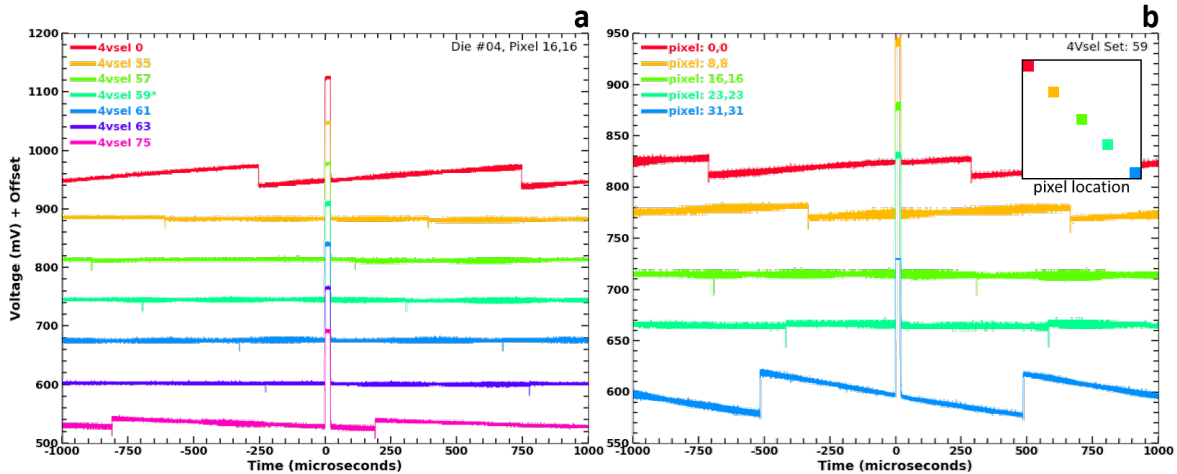 a
1200
1100
1000
900
800
700
600
500
Voltage (mV) + Offset
4vsel 0
4vsel 55
4vsel 57
4vsel 59*
4vsel 61
4vsel 63
4vsel 75
Die #04, Pixel 16,16
-1000 -750 -500 -250 0 250 500 750 1000
Time (microseconds)
b
950
900
850
800
750
700
650
600
550
pixel: 0,0
pixel: 8,8
pixel: 16,16
pixel: 23,23
pixel: 31,31
4Vsel Set: 59
pixel location
-1000 -750 -500 -250 0 250 500 750 1000
Time (microseconds)